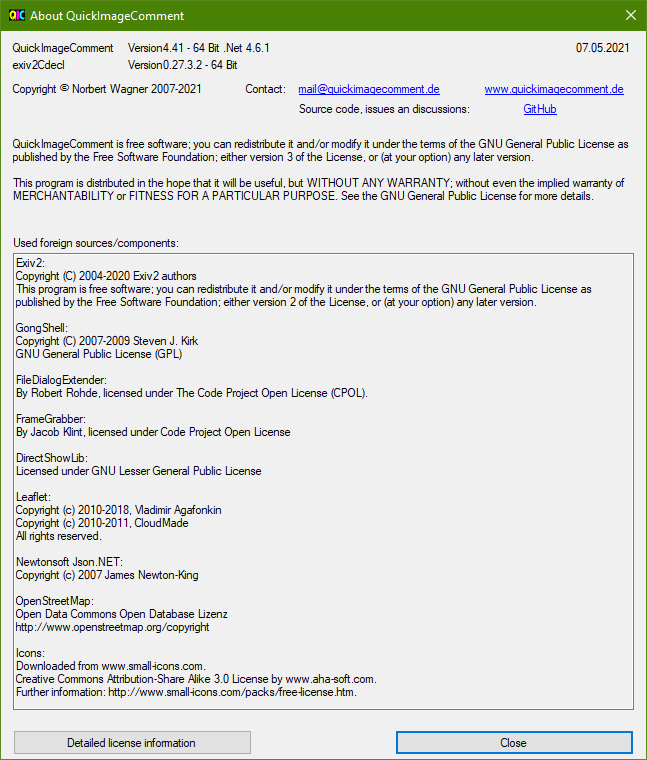 QIC About QuickImageComment
QuickImageComment Version4.41 - 64 Bit .Net 4.6.1 07.05.2021
exiv2Cdecl Version0.27.3.2 - 64 Bit
Copyright © Norbert Wagner 2007-2021 Contact: mail@quickimagecomment.de www.quickimagecomment.de
Source code, issues an discussions: GitHub
QuickImageComment is free software; you can redistribute it and/or modify it under the terms of the GNU General Public License as
published by the Free Software Foundation; either version 3 of the License, or (at your option) any later version.
This program is distributed in the hope that it will be useful, but WITHOUT ANY WARRANTY; without even the implied warranty of
MERCHANTABILITY or FITNESS FOR A PARTICULAR PURPOSE. See the GNU General Public License for more details.
Used foreign sources/components:
Exiv2:
Copyright (C) 2004-2020 Exiv2 authors
This program is free software; you can redistribute it and/or modify it under the terms of the GNU General Public License as
published by the Free Software Foundation; either version 2 of the License, or (at your option) any later version.
GongShell:
Copyright (C) 2007-2009 Steven J. Kirk
GNU General Public License (GPL)
FileDialogExtender:
By Robert Rohde, licensed under The Code Project Open License (CPOL).
FrameGrabber:
By Jacob Klint, licensed under Code Project Open License
DirectShowLib:
Licensed under GNU Lesser General Public License
Leaflet:
Copyright (c) 2010-2018, Vladimir Agafonkin
Copyright (c) 2010-2011, CloudMade
All rights reserved.
Newtonsoft Json.NET:
Copyright (c) 2007 James Newton-King
OpenStreetMap:
Open Data Commons Open Database Lizenz
http://www.openstreetmap.org/copyright
Icons:
Downloaded from www.small-icons.com.
Creative Commons Attribution-Share Alike 3.0 License by www.aha-soft.com.
Further information: http://www.small-icons.com/packs/free-license.htm.
Detailed license information Close